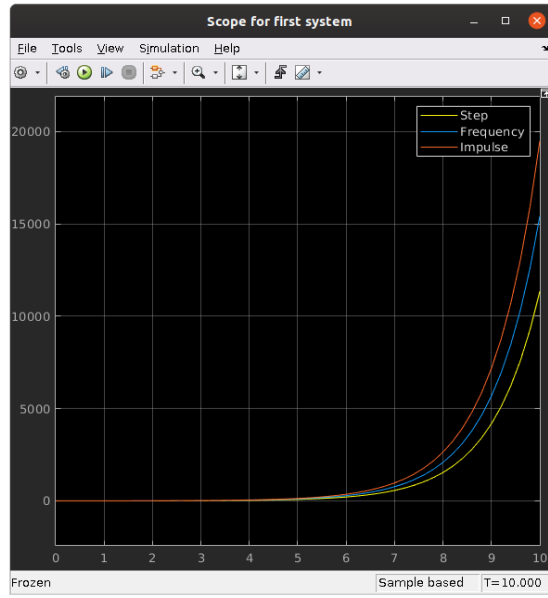 Scope for first system
File Tools View Simulation Help
Step
Frequency
Impulse
20000
15000
10000
5000
0
0 1 2 3 4 5 6 7 8 9 10
Frozen Sample based T=10.000